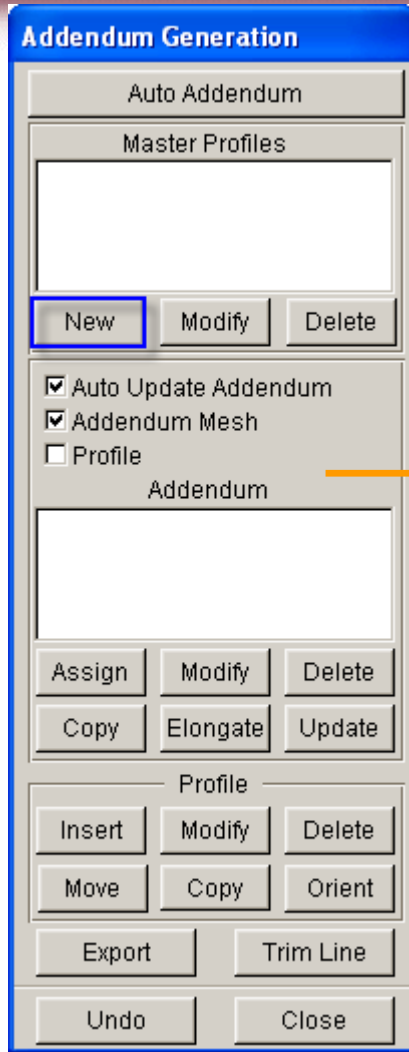 Addendum Generation
Auto Addendum
Master Profiles
New Modify Delete
Auto Update Addendum
Addendum Mesh
Profile
Addendum
Assign Modify Delete
Copy Elongate Update
Profile
Insert Modify Delete
Move Copy Orient
Export Trim Line
Undo Close